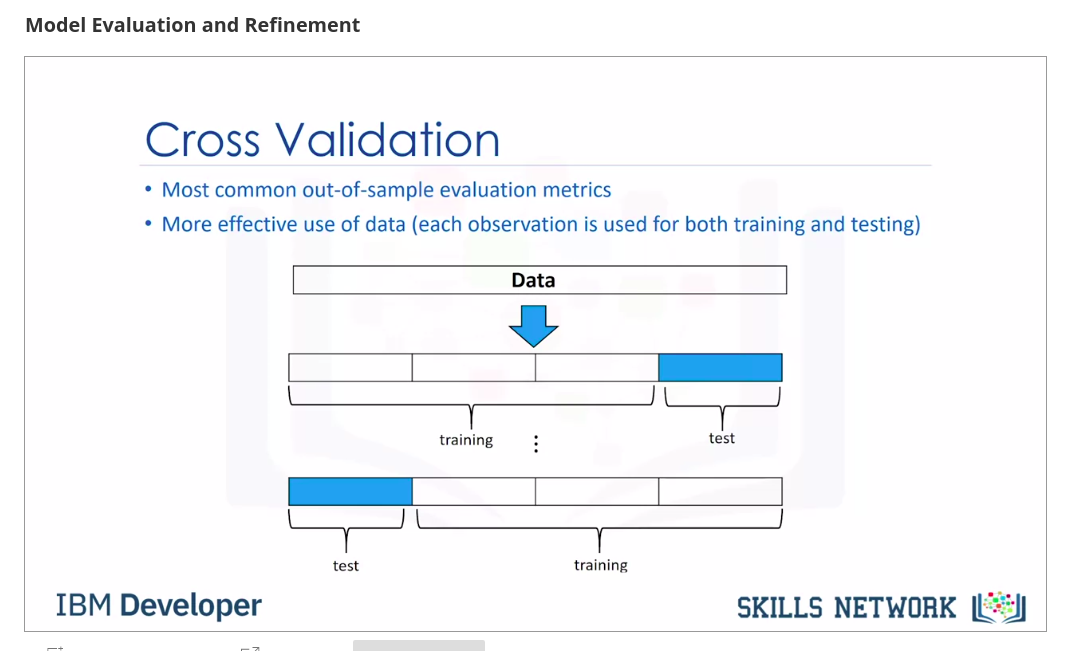 Model Evaluation and Refinement
Cross Validation
• Most common out-of-sample evaluation metrics
• More effective use of data (each observation is used for both training and testing)
Data
training
test
⋮
test
training
IBM Developer
SKILLS NETWORK